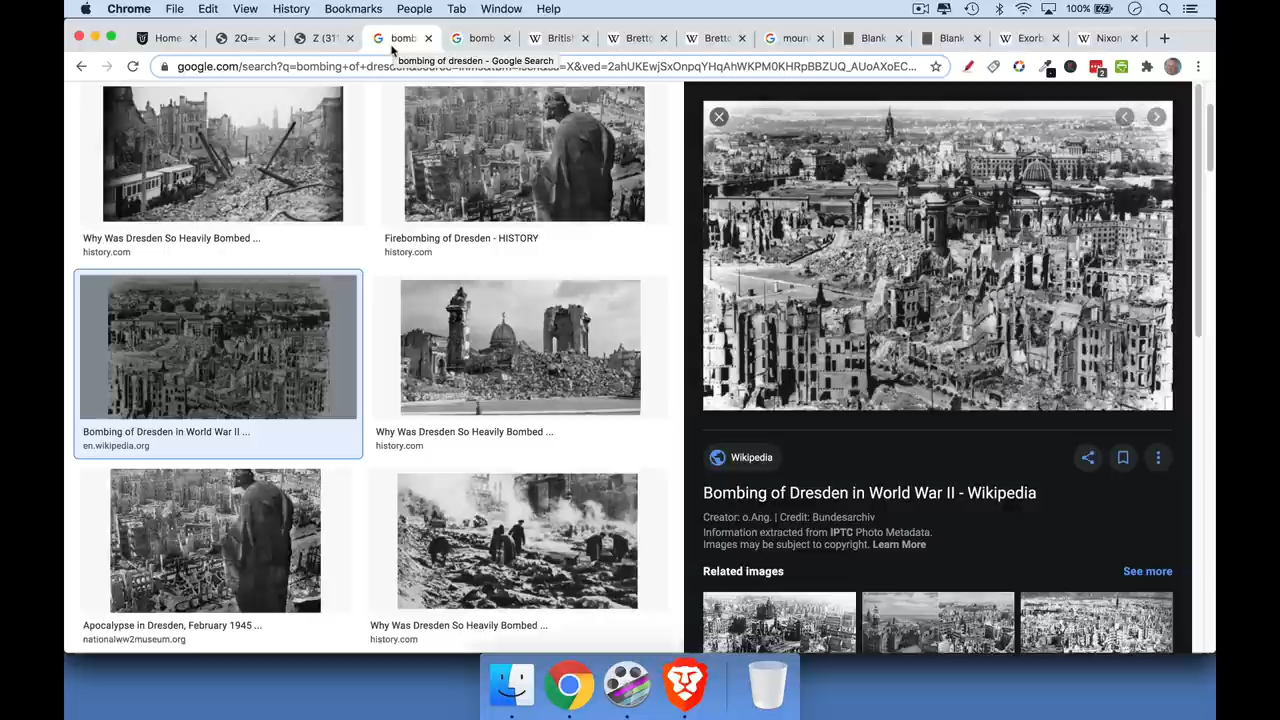 Chrome File Edit View History Bookmarks People Tab Window Help 100%
Home 2Q== Z (311 bomb bomb British Bretto Bretto moun Blank Blank Exorb Nixon
bombing of dresden - Google Search
google.com/search?q=bombing+of+dresd
X&ved=2ahUKEwjSxOnpqYHqAhWKPM0KHRpBBZUQ_AUoAXoEC...
Why Was Dresden So Heavily Bombed ...
history.com
Firebombing of Dresden - HISTORY
history.com
Bombing of Dresden in World War II ...
en.wikipedia.org
Why Was Dresden So Heavily Bombed ...
history.com
Apocalypse in Dresden, February 1945 ...
nationalww2museum.org
Why Was Dresden So Heavily Bombed ...
history.com
Wikipedia
Bombing of Dresden in World War II - Wikipedia
Creator: o.Ang. | Credit: Bundesarchiv
Information extracted from IPTC Photo Metadata.
Images may be subject to copyright. Learn More
Related images See more